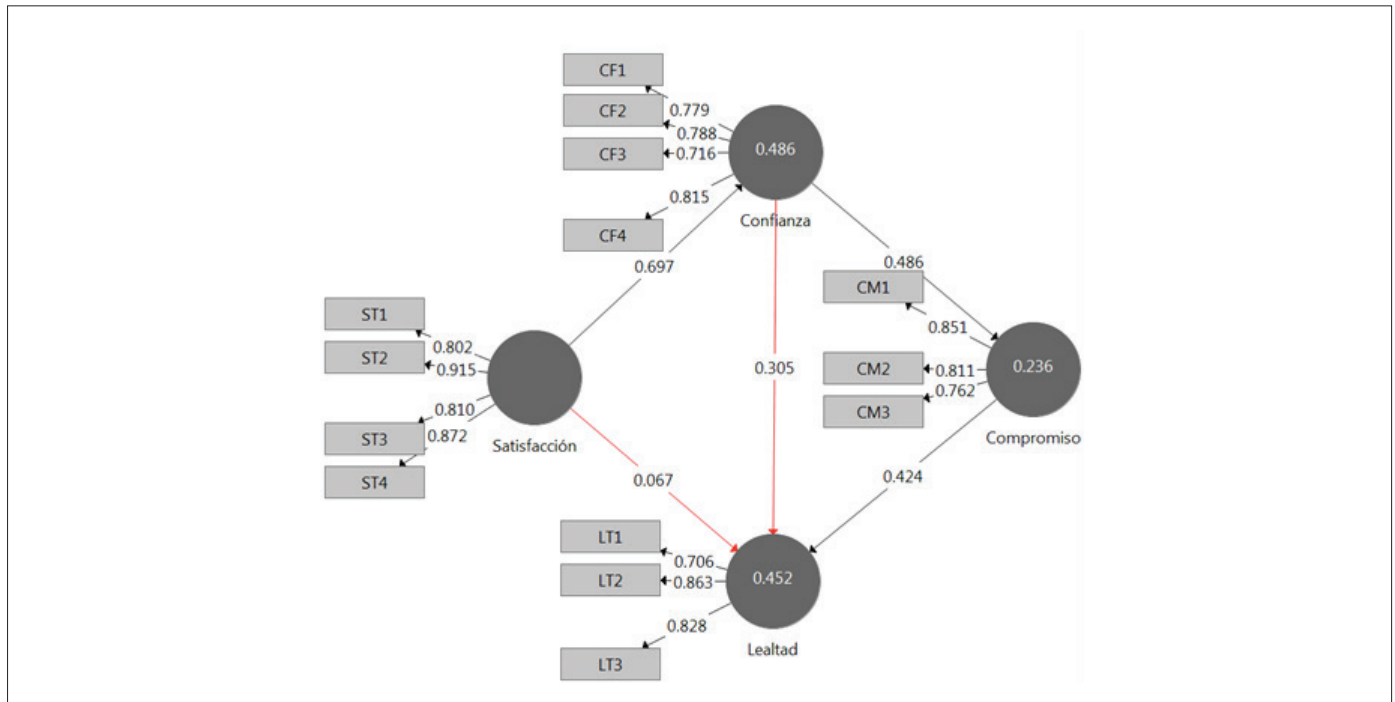 CF1
0.779
CF2
0.788
CF3
0.716
0.486
0.815
CF4
Confianza
0.697
0.486
CM1
0.851
ST1
0.802
ST2
0.915
0.305
CM2
0.811
0.236
CM3
0.762
0.810
ST3
0.872
Satisfacción
Compromiso
ST4
0.067
0.424
LT1
0.706
LT2
0.863
0.452
0.828
LT3
Lealtad